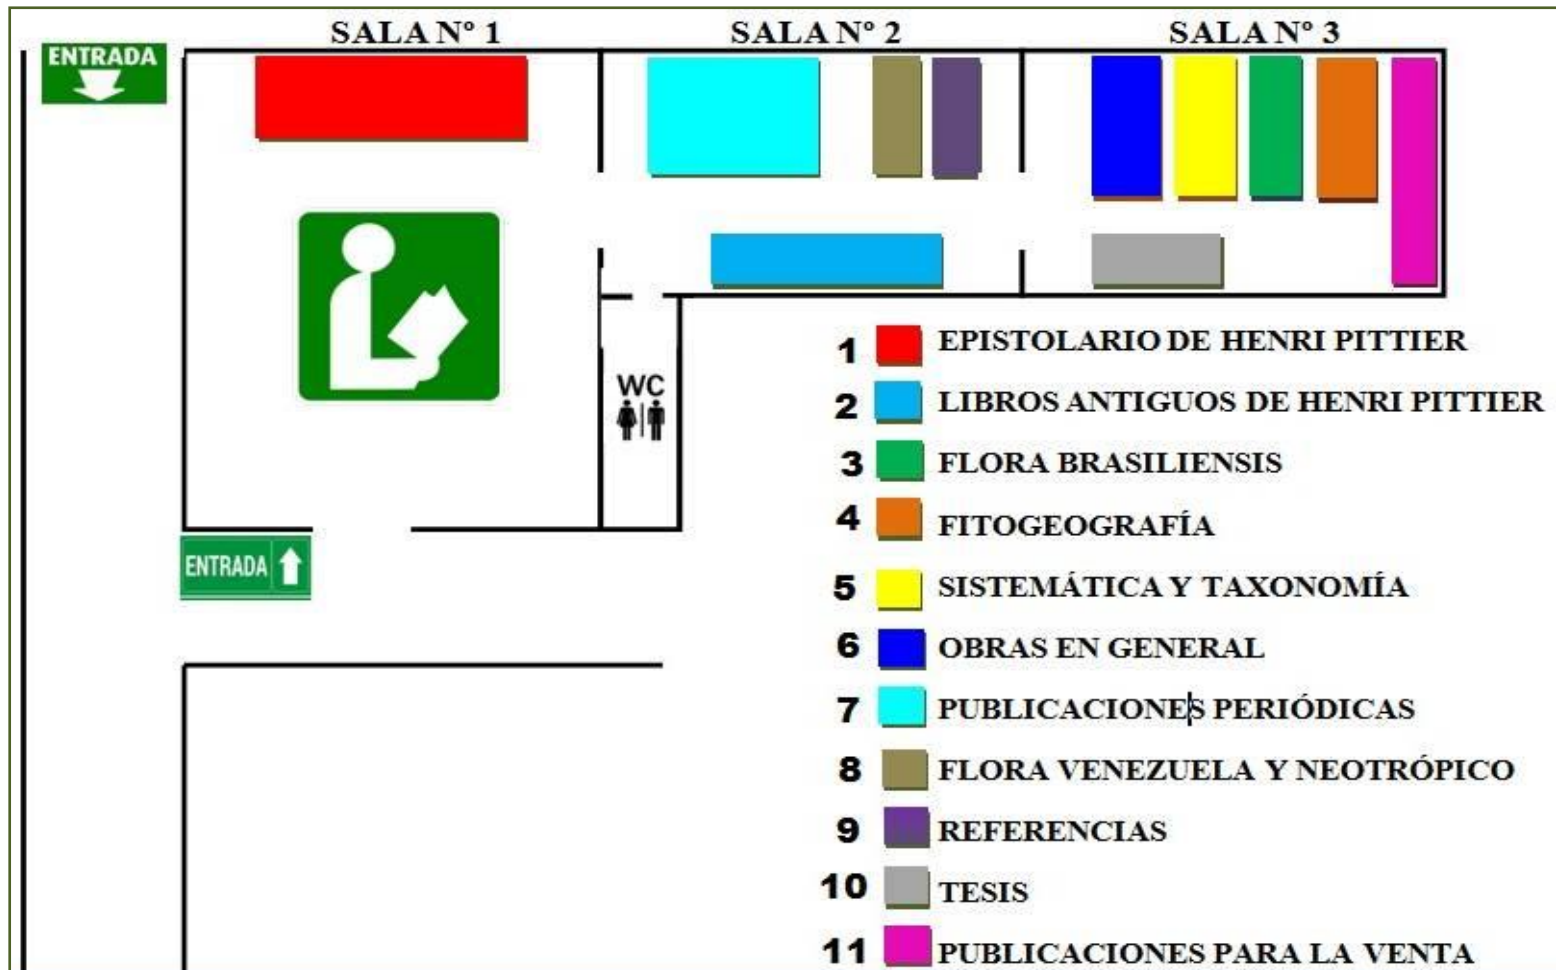 SALA Nº 1
SALA Nº 2
SALA Nº 3
ENTRADA
WC
ENTRADA
1 EPISTOLARIO DE HENRI PITTIER
2 LIBROS ANTIGUOS DE HENRI PITTIER
3 FLORA BRASILIENSIS
4 FITOGEOGRAFÍA
5 SISTEMÁTICA Y TAXONOMÍA
6 OBRAS EN GENERAL
7 PUBLICACIONES PERIÓDICAS
8 FLORA VENEZUELA Y NEOTRÓPICO
9 REFERENCIAS
10 TESIS
11 PUBLICACIONES PARA LA VENTA